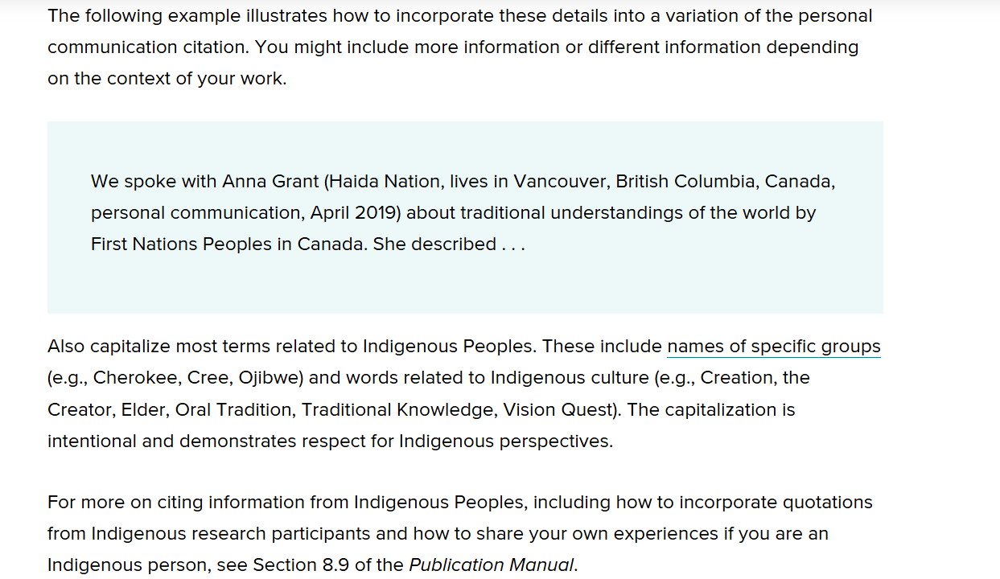 The following example illustrates how to incorporate these details into a variation of the personal
communication citation. You might include more information or different information depending
on the context of your work.
We spoke with Anna Grant (Haida Nation, lives in Vancouver, British Columbia, Canada,
personal communication, April 2019) about traditional understandings of the world by
First Nations Peoples in Canada. She described . . .
Also capitalize most terms related to Indigenous Peoples. These include names of specific groups
(e.g., Cherokee, Cree, Ojibwe) and words related to Indigenous culture (e.g., Creation, the
Creator, Elder, Oral Tradition, Traditional Knowledge, Vision Quest). The capitalization is
intentional and demonstrates respect for Indigenous perspectives.
For more on citing information from Indigenous Peoples, including how to incorporate quotations
from Indigenous research participants and how to share your own experiences if you are an
Indigenous person, see Section 8.9 of the Publication Manual.